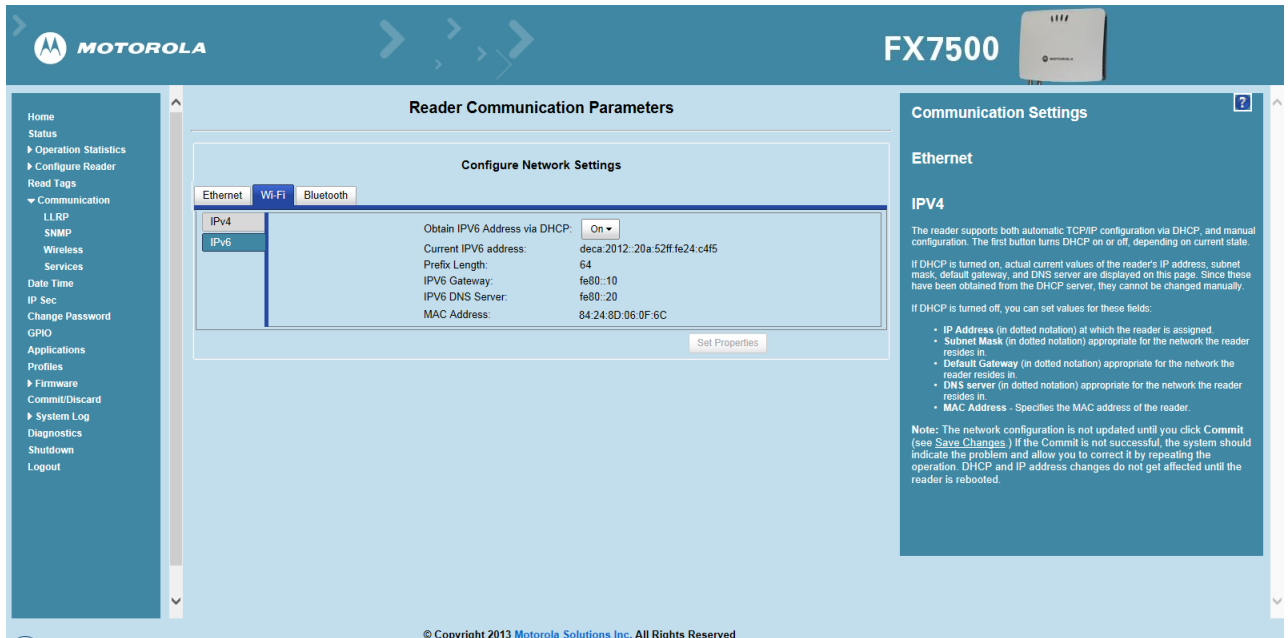 MOTOROLA
FX7500
Home
Status
Operation Statistics
Configure Reader
Read Tags
Communication
LLRP
SNMP
Wireless
Services
Date Time
IP Sec
Change Password
GPIO
Applications
Profiles
Firmware
Commit/Discard
System Log
Diagnostics
Shutdown
Logout
Reader Communication Parameters
Configure Network Settings
Ethernet Wi-Fi Bluetooth
IPv4
IPv6
Obtain IPV6 Address via DHCP: On
Current IPV6 address: deca:2012::20a:52ff:fe24:c4f5
Prefix Length: 64
IPV6 Gateway: fe80::10
IPV6 DNS Server: fe80::20
MAC Address: 84:24:8D:06:0F:6C
Set Properties
?
Communication Settings
Ethernet
IPV4
The reader supports both automatic TCP/IP configuration via DHCP, and manual
configuration. The first button turns DHCP on or off, depending on current state.
If DHCP is turned on, actual current values of the reader's IP address, subnet
mask, default gateway, and DNS server are displayed on this page. Since these
have been obtained from the DHCP server, they cannot be changed manually.
If DHCP is turned off, you can set values for these fields:
• IP Address (in dotted notation) at which the reader is assigned.
• Subnet Mask (in dotted notation) appropriate for the network the reader
resides in.
• Default Gateway (in dotted notation) appropriate for the network the
reader resides in.
• DNS server (in dotted notation) appropriate for the network the reader
resides in.
• MAC Address - Specifies the MAC address of the reader.
Note: The network configuration is not updated until you click Commit
(see Save Changes.) If the Commit is not successful, the system should
indicate the problem and allow you to correct it by repeating the
operation. DHCP and IP address changes do not get affected until the
reader is rebooted.
© Copyright 2013 Motorola Solutions Inc. All Rights Reserved